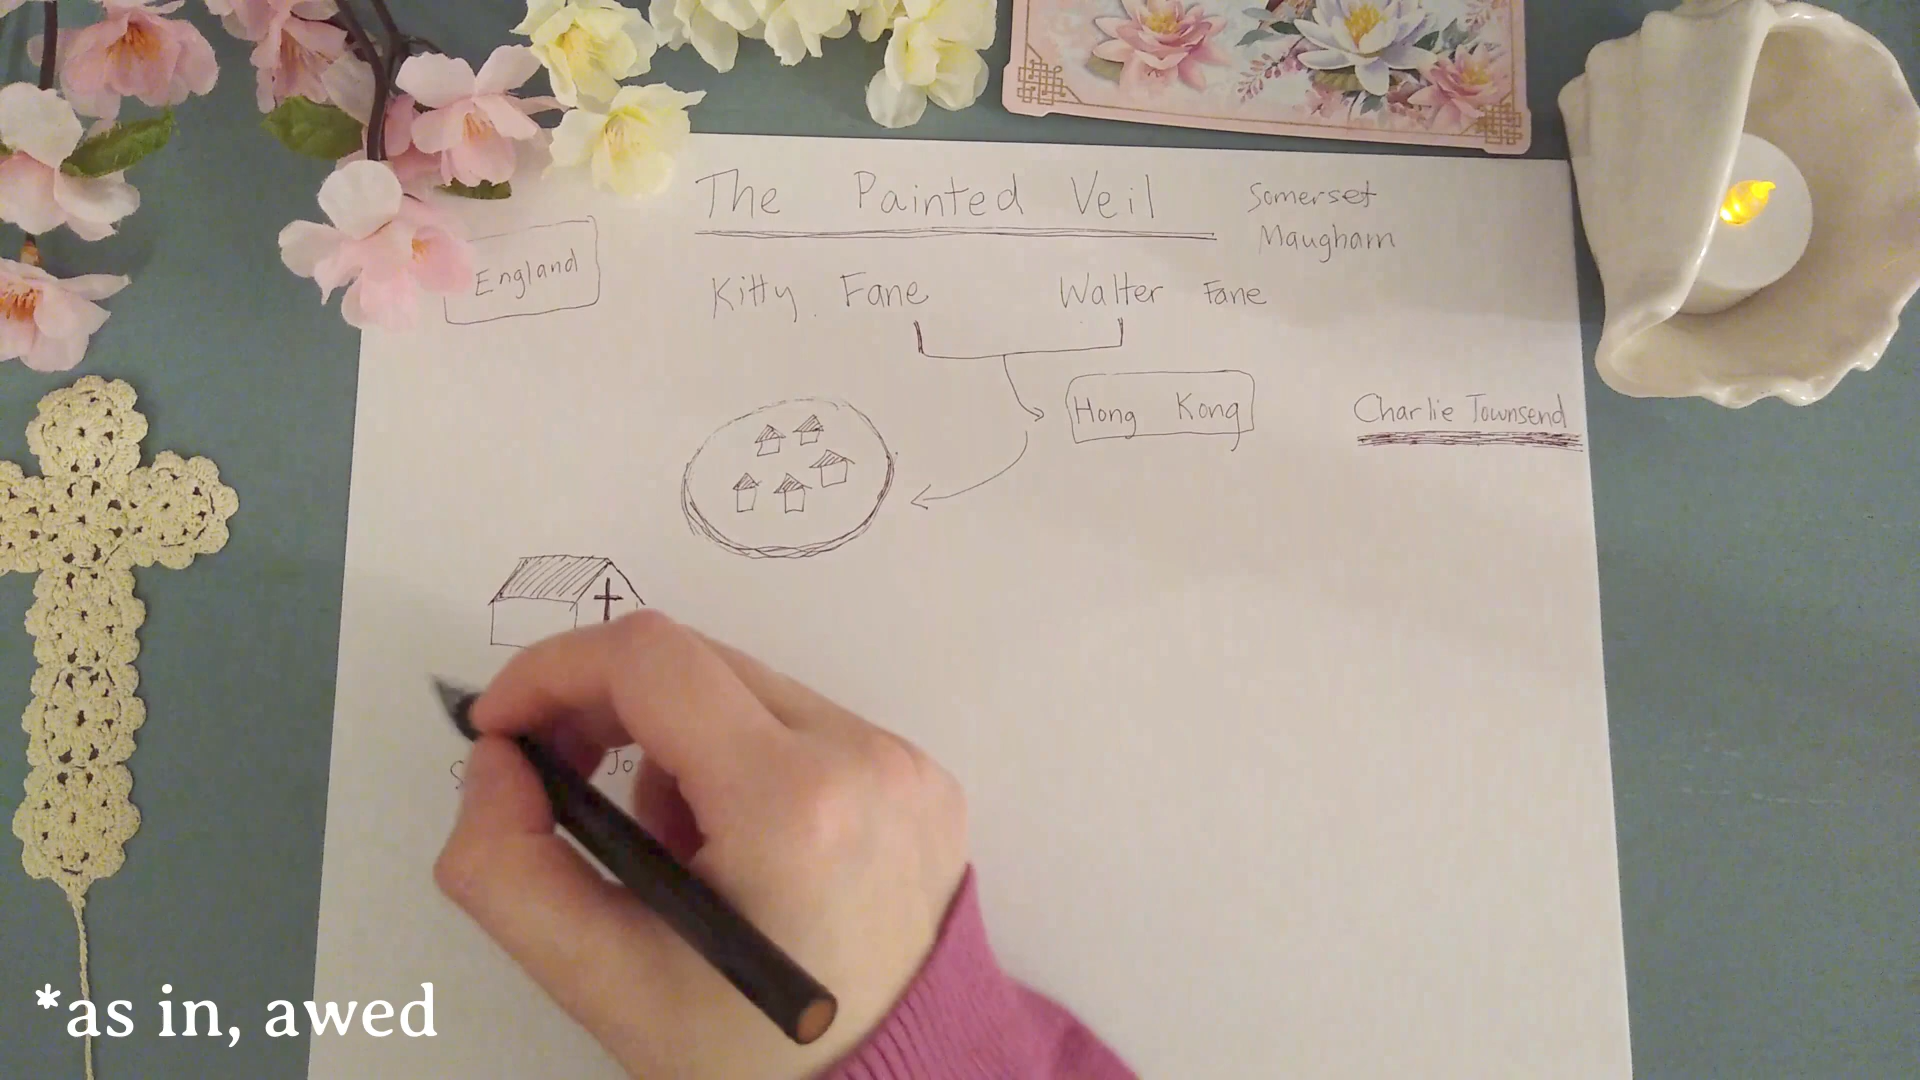 The Painted Veil
Somerset
Maugham
England
Kitty Fane
Walter Fane
Hong Kong
Charlie Townsend
*as in, awed